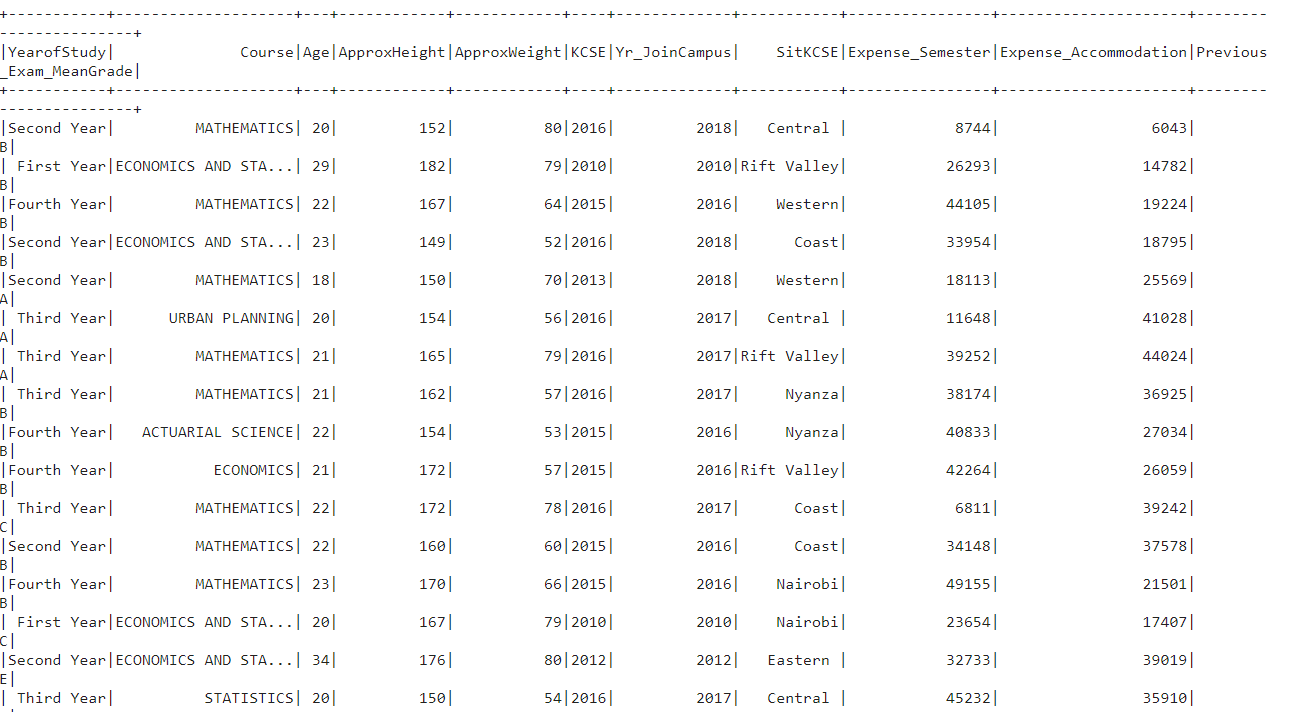 +-----------+--------------------+---+------------+------------+----+------------+-----------+----------------+---------------------+--------
---------------+
|YearofStudy|              Course|Age|ApproxHeight|ApproxWeight|KCSE|Yr_JoinCampus|    SitKCSE|Expense_Semester|Expense_Accommodation|Previous
_Exam_MeanGrade|
+-----------+--------------------+---+------------+------------+----+------------+-----------+----------------+---------------------+--------
---------------+
|Second Year|         MATHEMATICS| 20|         152|          80|2016|         2018|   Central |            8744|                 6043|
B|
| First Year|ECONOMICS AND STA...| 29|         182|          79|2010|         2010|Rift Valley|           26293|                14782|
B|
|Fourth Year|         MATHEMATICS| 22|         167|          64|2015|         2016|    Western|           44105|                19224|
B|
|Second Year|ECONOMICS AND STA...| 23|         149|          52|2016|         2018|      Coast|           33954|                18795|
B|
|Second Year|         MATHEMATICS| 18|         150|          70|2013|         2018|    Western|           18113|                25569|
A|
| Third Year|      URBAN PLANNING| 20|         154|          56|2016|         2017|   Central |           11648|                41028|
A|
| Third Year|         MATHEMATICS| 21|         165|          79|2016|         2017|Rift Valley|           39252|                44024|
A|
| Third Year|         MATHEMATICS| 21|         162|          57|2016|         2017|     Nyanza|           38174|                36925|
B|
|Fourth Year|   ACTUARIAL SCIENCE| 22|         154|          53|2015|         2016|     Nyanza|           40833|                27034|
B|
|Fourth Year|           ECONOMICS| 21|         172|          57|2015|         2016|Rift Valley|           42264|                26059|
B|
| Third Year|         MATHEMATICS| 22|         172|          78|2016|         2017|      Coast|            6811|                39242|
C|
|Second Year|         MATHEMATICS| 22|         160|          60|2015|         2016|      Coast|           34148|                37578|
B|
|Fourth Year|         MATHEMATICS| 23|         170|          66|2015|         2016|    Nairobi|           49155|                21501|
B|
| First Year|ECONOMICS AND STA...| 20|         167|          79|2010|         2010|    Nairobi|           23654|                17407|
C|
|Second Year|ECONOMICS AND STA...| 34|         176|          80|2012|         2012|   Eastern |           32733|                39019|
E|
| Third Year|          STATISTICS| 20|         150|          54|2016|         2017|   Central |           45232|                35910|